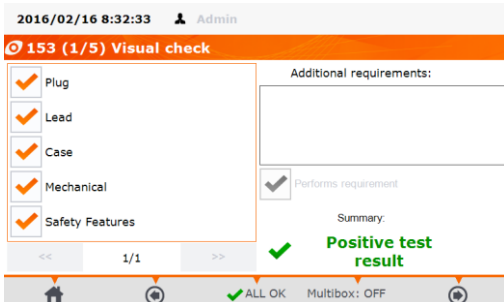 2016/02/16 8:32:33 Admin
153 (1/5) Visual check
Plug
Lead
Case
Mechanical
Safety Features
<< 1/1 >>
Additional requirements:
Performs requirement
Summary:
Positive test
result
ALL OK Multibox: OFF